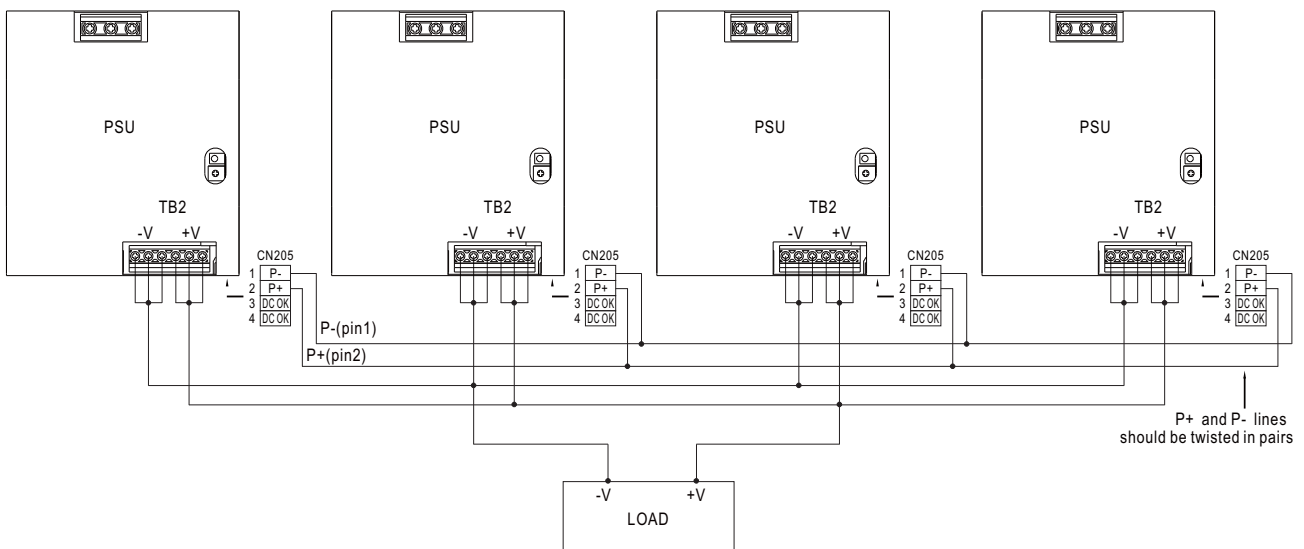 PSU PSU PSU PSU
TB2 TB2 TB2 TB2
-V +V -V +V -V +V -V +V
CN205 CN205 CN205 CN205
1 P- 1 P- 1 P- 1 P-
2 P+ 2 P+ 2 P+ 2 P+
3 DC OK 3 DC OK 3 DC OK 3 DC OK
4 DC OK 4 DC OK 4 DC OK 4 DC OK
P-(pin1)
P+(pin2)
P+ and P- lines
should be twisted in pairs
-V +V
LOAD